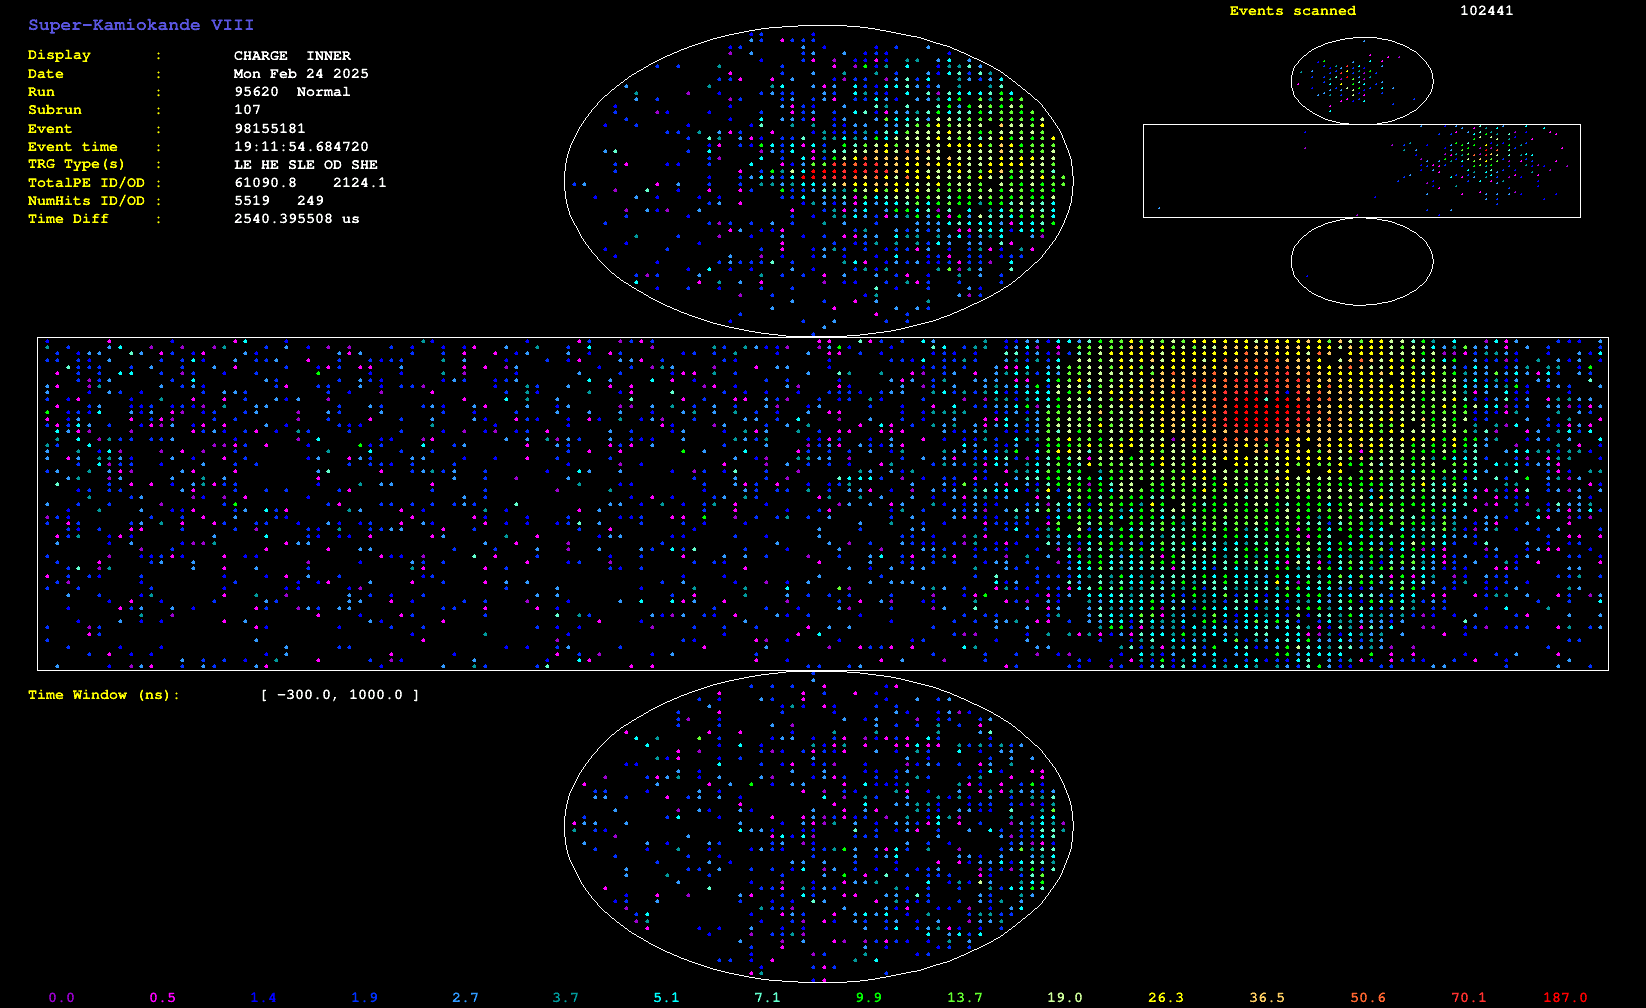 Super-Kamiokande VIII
Display : CHARGE INNER
Date : Mon Feb 24 2025
Run : 95620 Normal
Subrun : 107
Event : 98155181
Event time : 19:11:54.684720
TRG Type(s) : LE HE SLE OD SHE
TotalPE ID/OD : 61090.8 2124.1
NumHits ID/OD : 5519 249
Time Diff : 2540.395508 us
Events scanned 102441
Time Window (ns): [ -300.0, 1000.0 ]
0.0 0.5 1.4 1.9 2.7 3.7 5.1 7.1 9.9 13.7 19.0 26.3 36.5 50.6 70.1 187.0